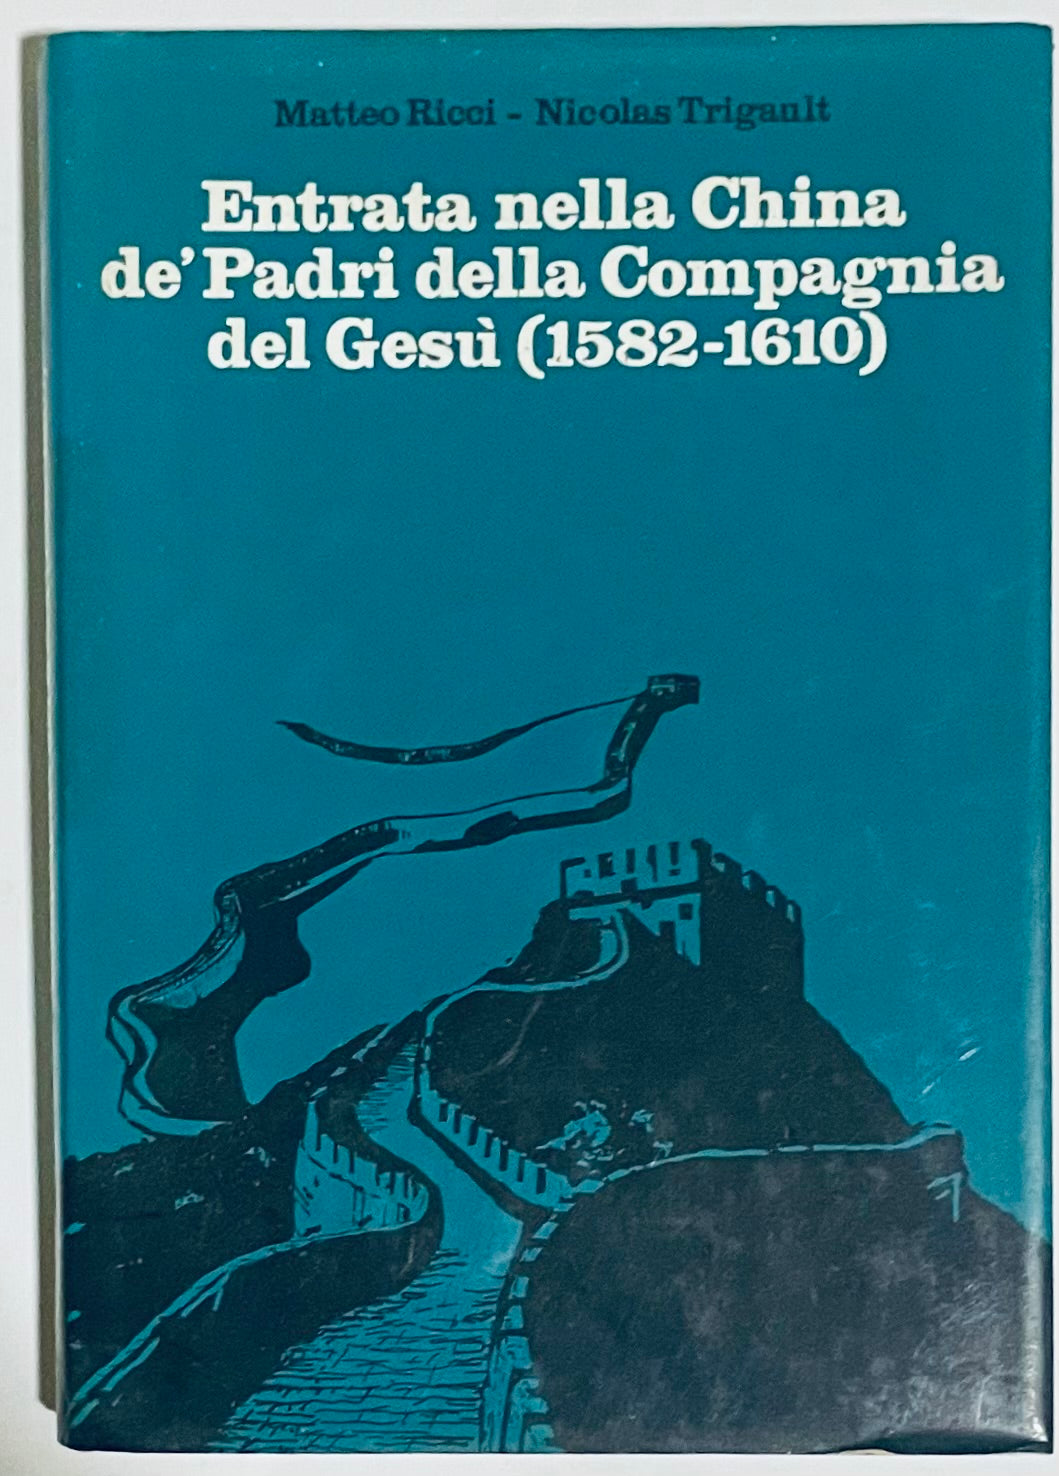 Matteo Ricci - Nicolas Trigault
Entrata nella China
de' Padri della Compagnia
del Gesù (1582-1610)